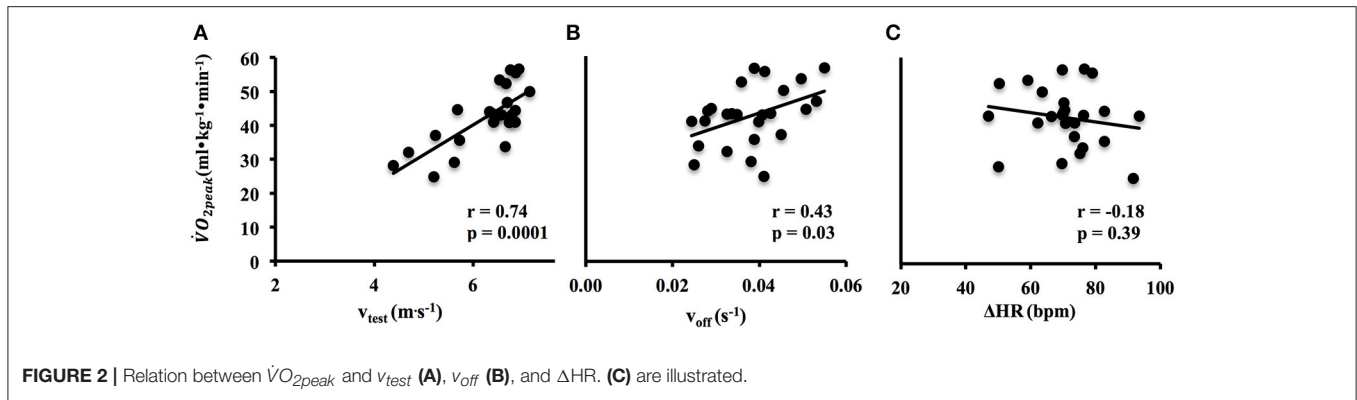 A B C
60
50
40
30
20
10
0
V̇O2peak(ml•kg-1•min-1)
r = 0.74
p = 0.0001
r = 0.43
p = 0.03
r = -0.18
p = 0.39
2 4 6
0.00 0.02 0.04 0.06
20 40 60 80 100
vtest (m·s-1)
voff (s-1)
ΔHR (bpm)
FIGURE 2 | Relation between V̇O2peak and vtest (A), voff (B), and ΔHR. (C) are illustrated.